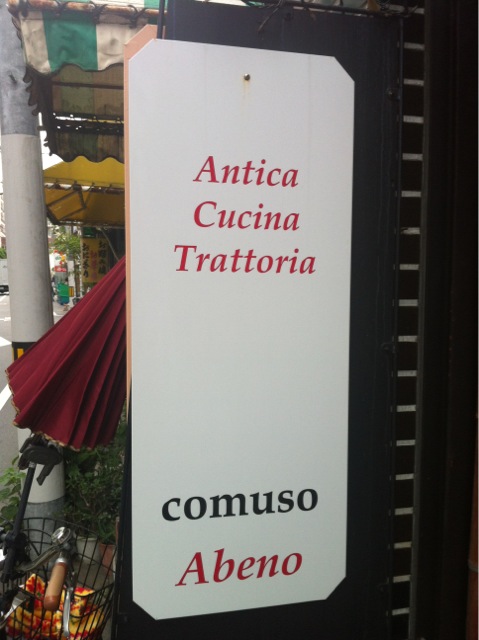 Antica
Cucina
Trattoria
comuso
Abeno